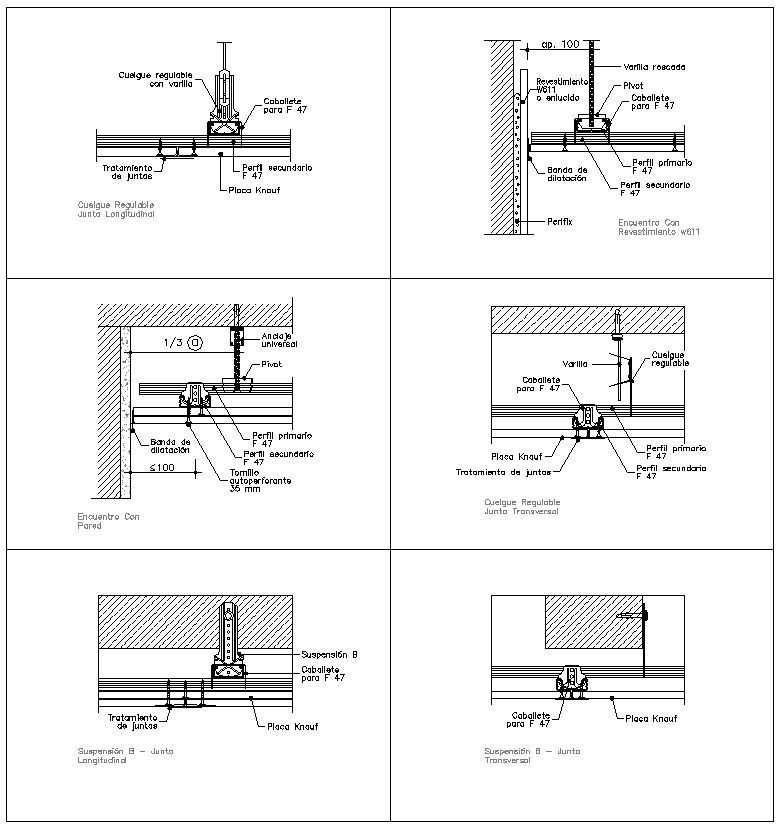 Cuelgue regulable
con varilla
Caballete
para F 47
Tratamiento
de juntas
Perfil secundario
F 47
Placa Knauf
Cuelgue Regulable
Junta Longitudinal
ap. 100
Varilla roscada
Revestimiento
W611
o enlucido
Pivot
Caballete
para F 47
Banda de
dilatación
Perfil primario
F 47
Perfil secundario
F 47
Perlfix
Encuentro Con
Revestimiento w611
1/3 a
Anclaje
universal
Pivot
Perfil primario
F 47
Banda de
dilatación
Perfil secundario
F 47
≤100
Tornillo
autoperforante
35 mm
Encuentro Con
Pared
Varilla
Cuelgue
regulable
Caballete
para F 47
Perfil primario
F 47
Placa Knauf
Tratamiento de juntas
Perfil secundario
F 47
Cuelgue Regulable
Junta Transversal
Suspensión B
Caballete
para F 47
Tratamiento
de juntas
Placa Knauf
Suspensión B - Junta
Longitudinal
Caballete
para F 47
Placa Knauf
Suspensión B - Junta
Transversal